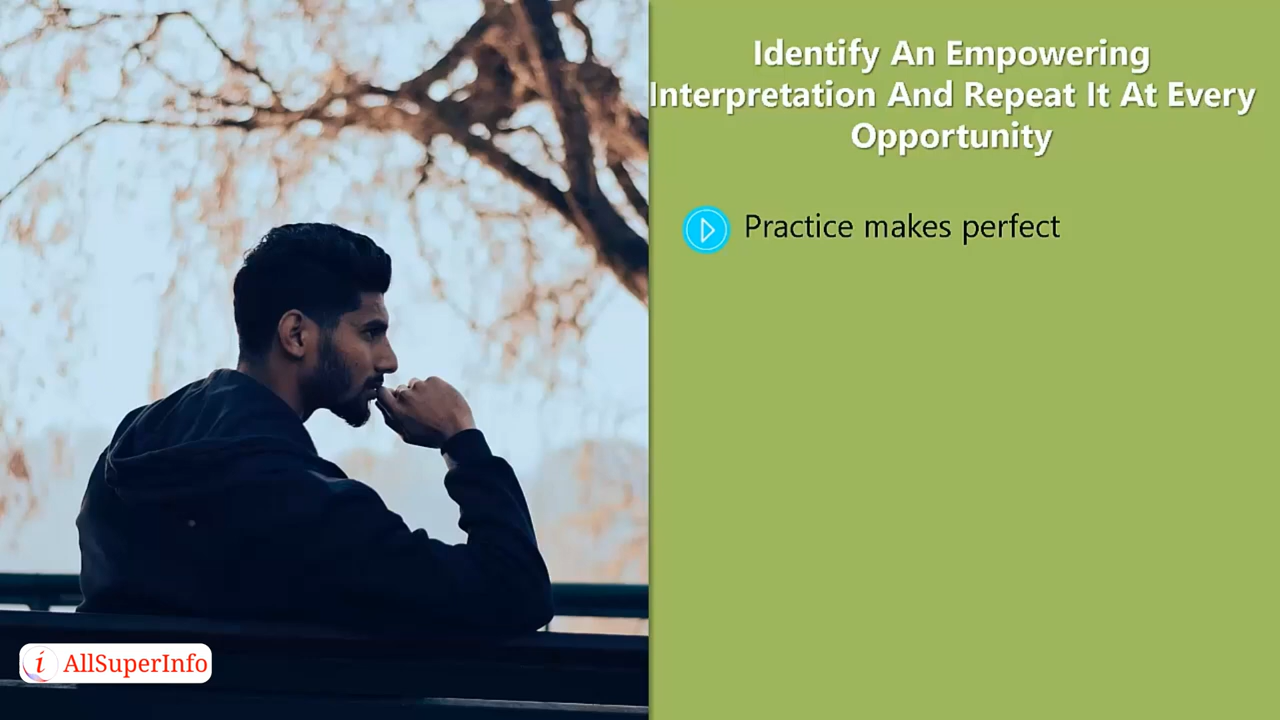 Identify An Empowering
Interpretation And Repeat It At Every
Opportunity
Practice makes perfect
i AllSuperInfo